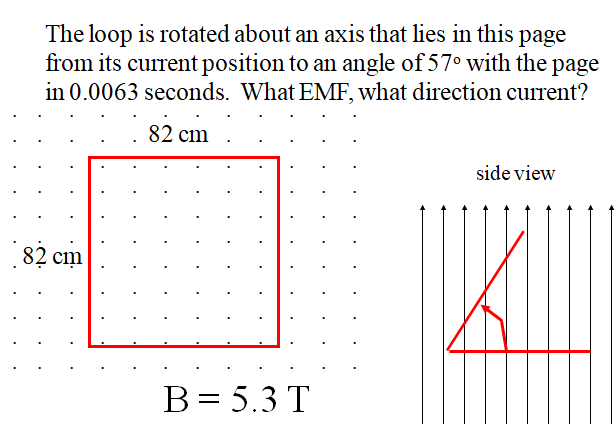 The loop is rotated about an axis that lies in this page
from its current position to an angle of 57° with the page
in 0.0063 seconds.  What EMF, what direction current?
82 cm
side view
82 cm
B = 5.3 T